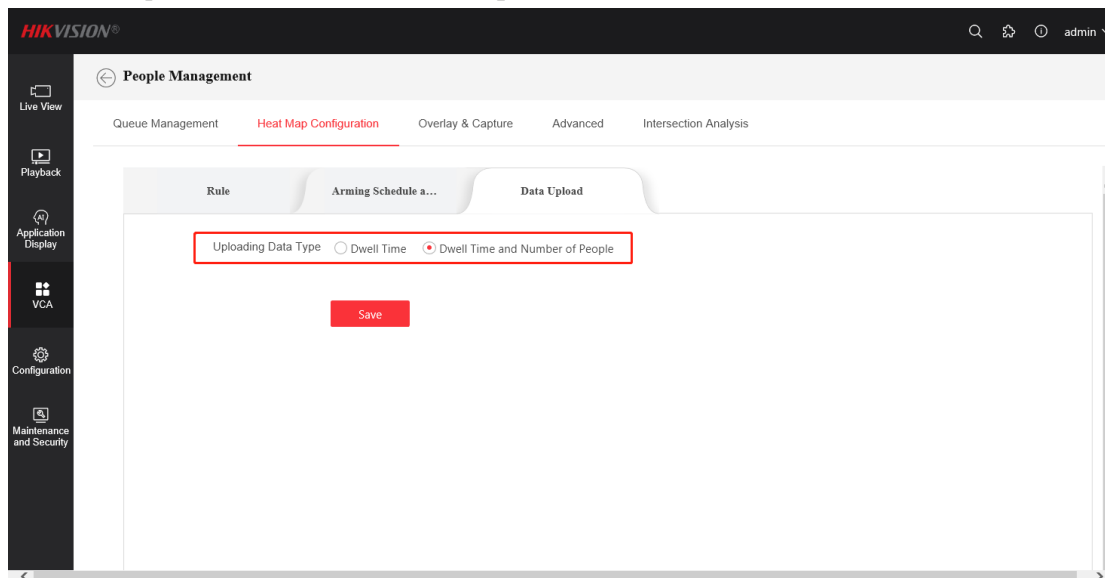 HIKVISION®
admin
Live View
Playback
Application
Display
VCA
Configuration
Maintenance
and Security
People Management
Queue Management Heat Map Configuration Overlay & Capture Advanced Intersection Analysis
Rule Arming Schedule a... Data Upload
Uploading Data Type Dwell Time Dwell Time and Number of People
Save